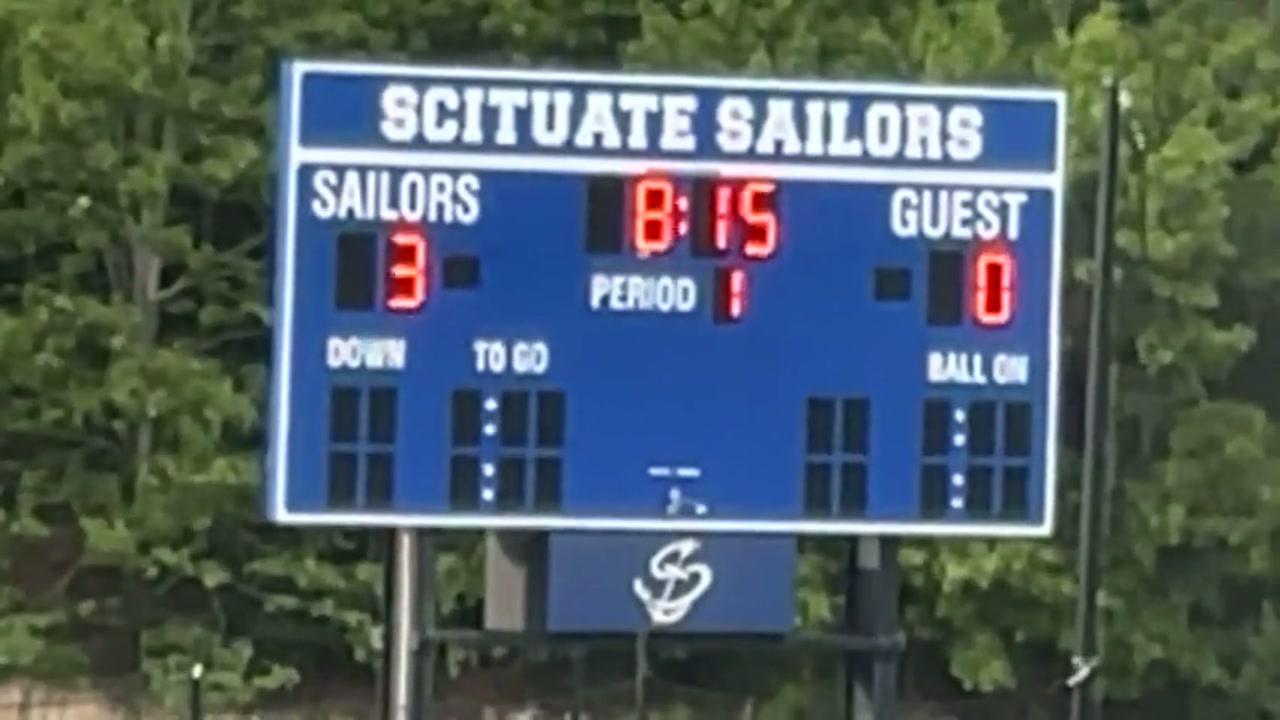 SCITUATE SAILORS
SAILORS 8:15 GUEST
3 PERIOD 1 0
DOWN TO GO BALL ON